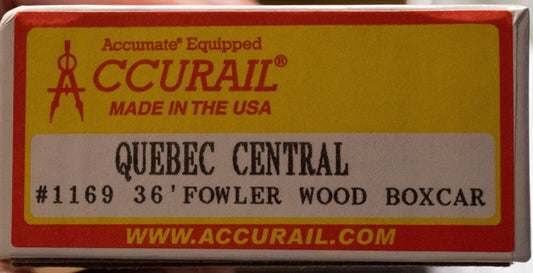 Accumate® Equipped
ACCURAIL®
MADE IN THE USA
QUEBEC CENTRAL
#1169 36' FOWLER WOOD BOXCAR
WWW.ACCURAIL.COM